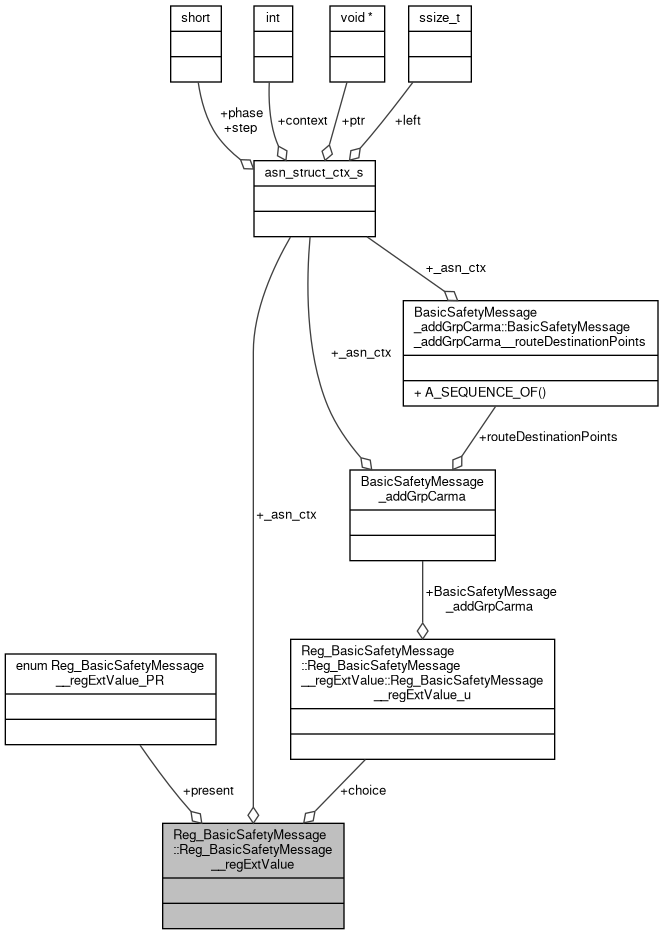 short
int
void *
ssize_t
+phase
+step
+context
+ptr
+left
asn_struct_ctx_s
+_asn_ctx
BasicSafetyMessage
_addGrpCarma::BasicSafetyMessage
_addGrpCarma__routeDestinationPoints
+ A_SEQUENCE_OF()
+_asn_ctx
+routeDestinationPoints
BasicSafetyMessage
_addGrpCarma
+_asn_ctx
+BasicSafetyMessage
_addGrpCarma
Reg_BasicSafetyMessage
::Reg_BasicSafetyMessage
__regExtValue::Reg_BasicSafetyMessage
__regExtValue_u
enum Reg_BasicSafetyMessage
__regExtValue_PR
+present
+choice
Reg_BasicSafetyMessage
::Reg_BasicSafetyMessage
__regExtValue